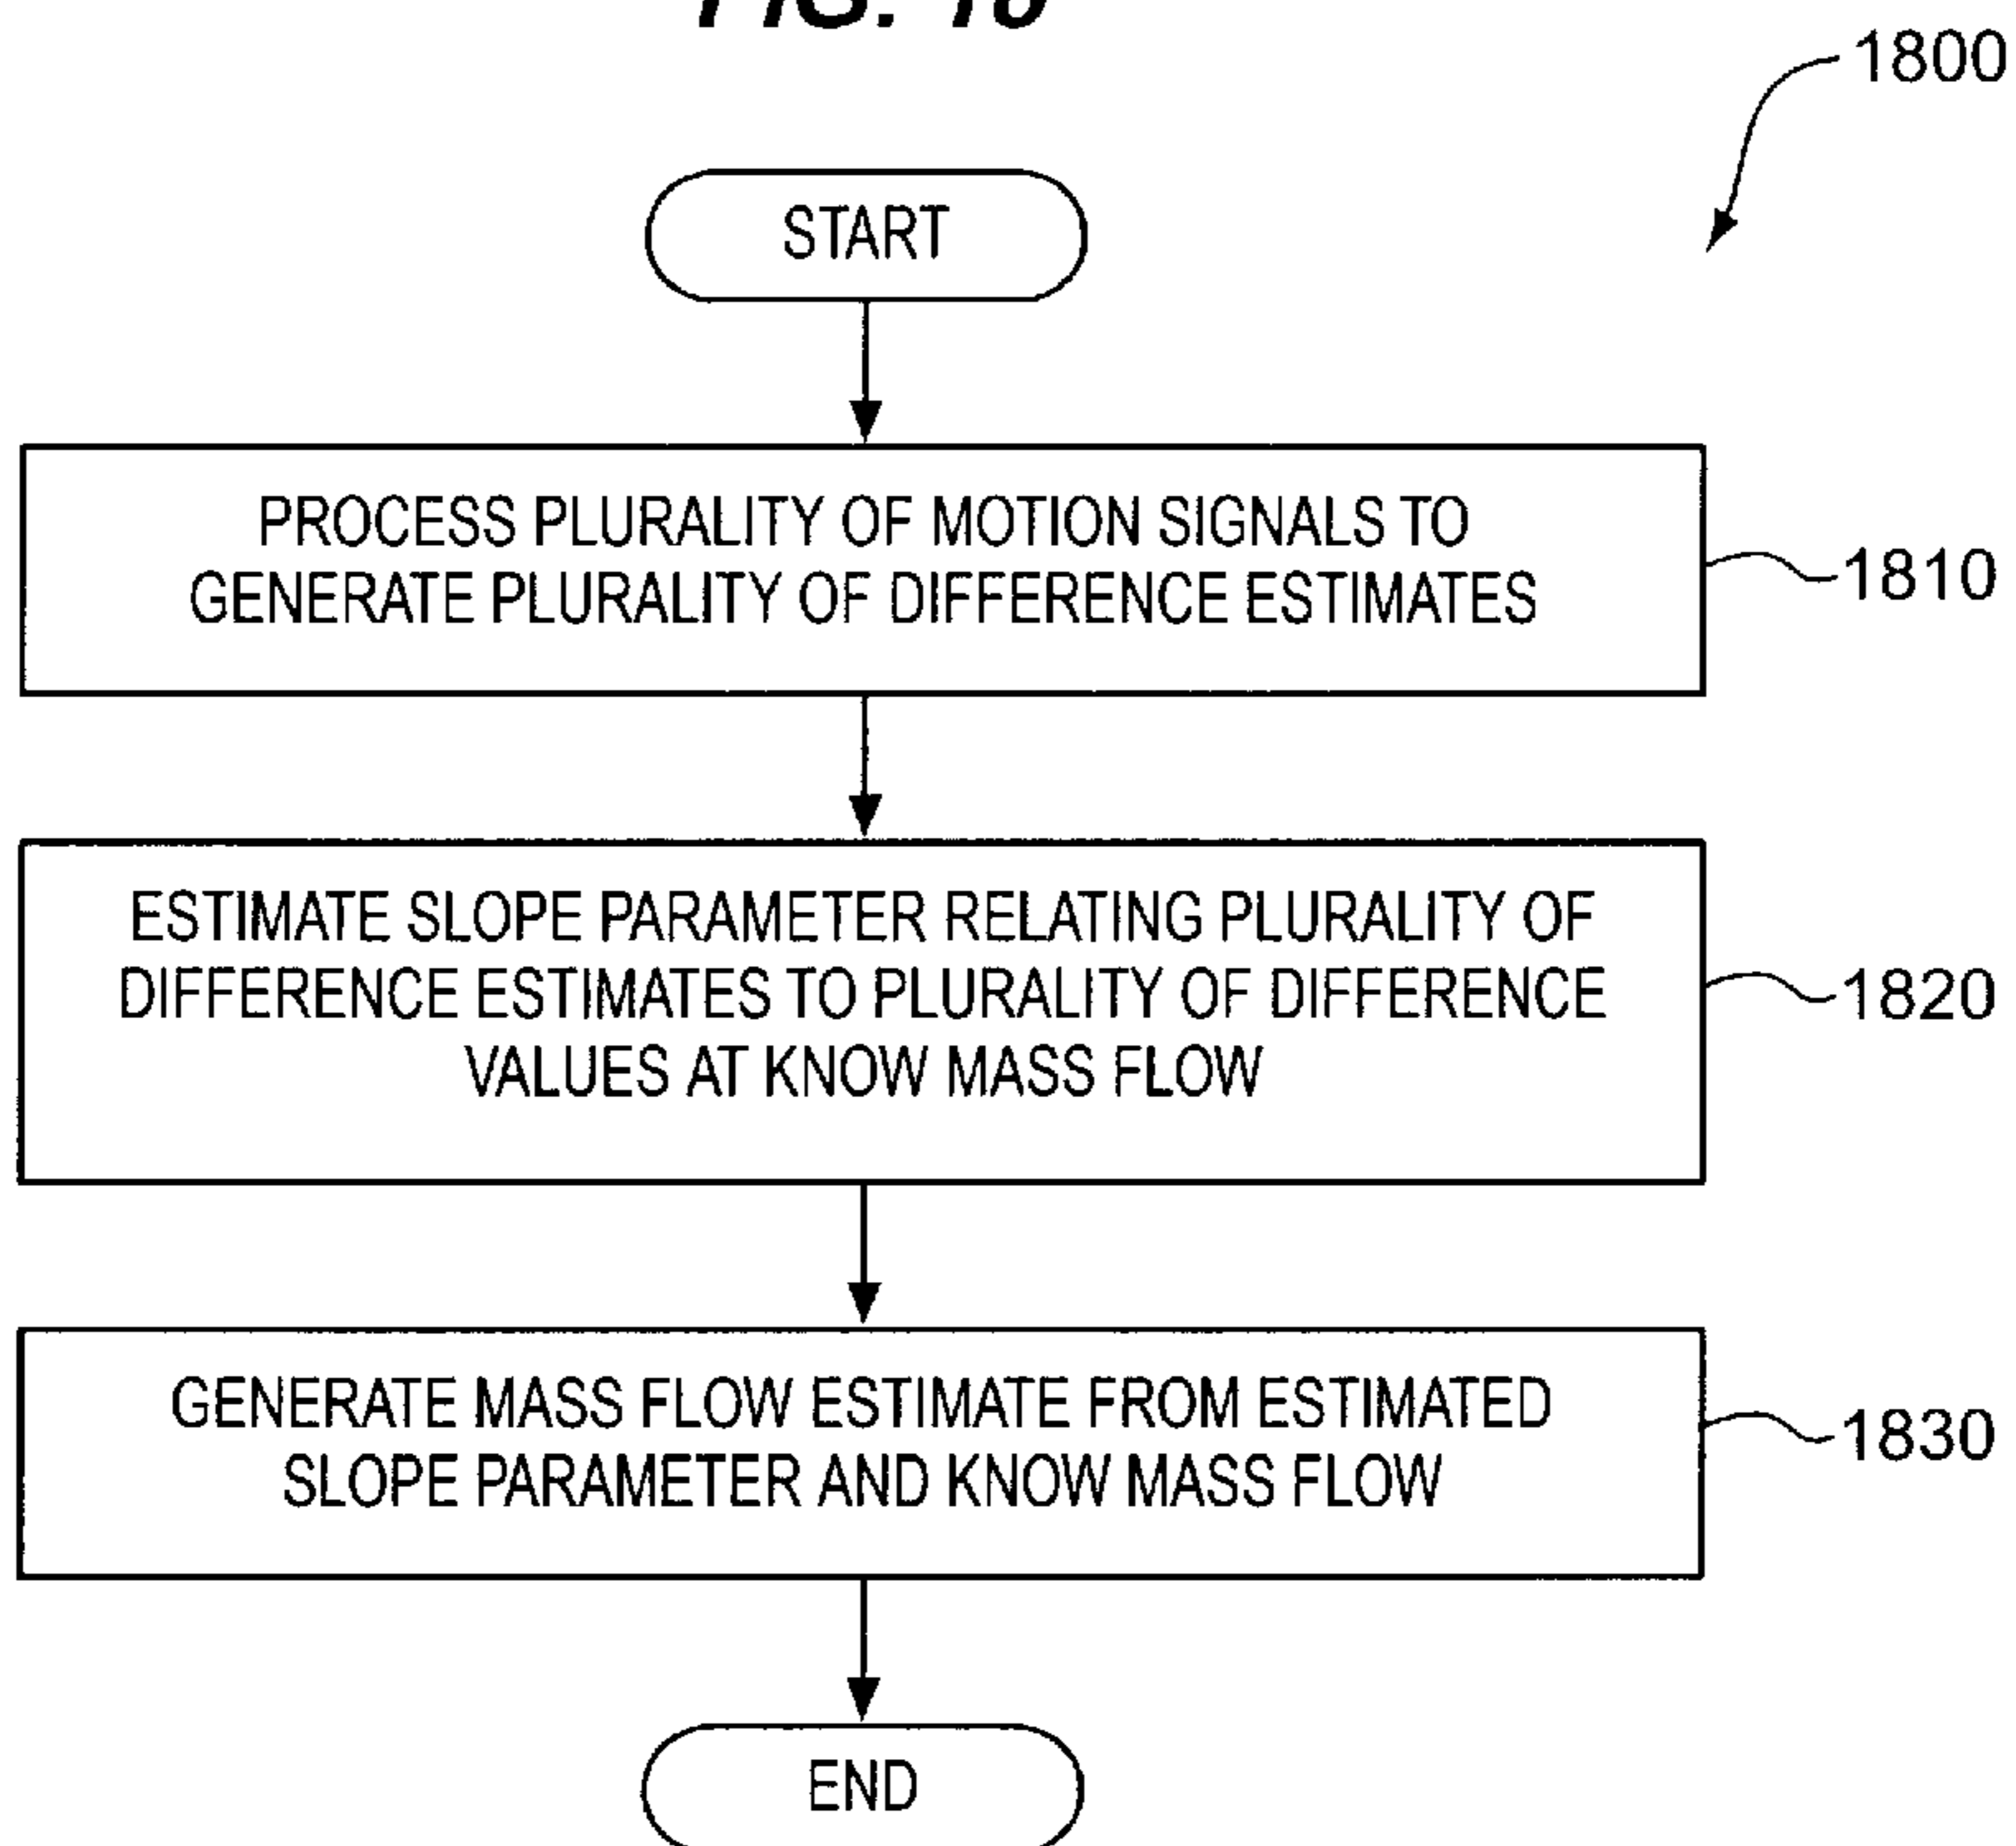 FIG.
1800
START
PROCESS PLURALITY OF MOTION SIGNALS TO
GENERATE PLURALITY OF DIFFERENCE ESTIMATES
1810
ESTIMATE SLOPE PARAMETER RELATING PLURALITY OF
DIFFERENCE ESTIMATES TO PLURALITY OF DIFFERENCE
VALUES AT KNOW MASS FLOW
1820
GENERATE MASS FLOW ESTIMATE FROM ESTIMATED
SLOPE PARAMETER AND KNOW MASS FLOW
1830
END